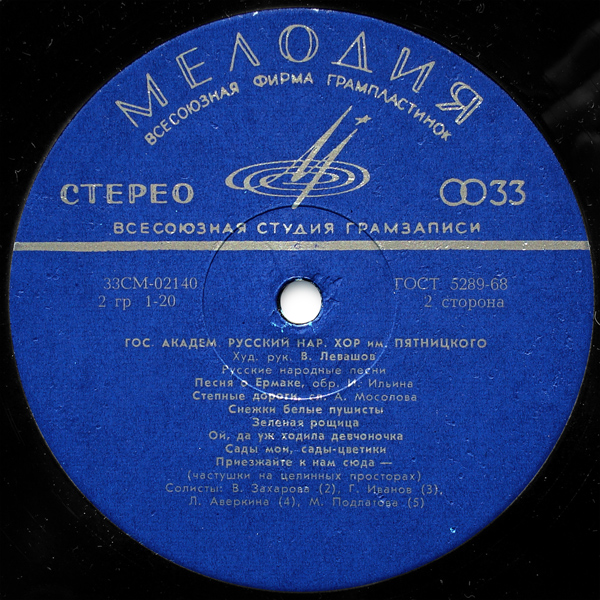 МЕЛОДИЯ
ВСЕСОЮЗНАЯ ФИРМА ГРАМПЛАСТИНОК
СТЕРЕО
33
ВСЕСОЮЗНАЯ СТУДИЯ ГРАМЗАПИСИ
33СМ-02140 ГОСТ 5289-68
2 гр 1-20 2 сторона
ГОС. АКАДЕМ. РУССКИЙ НАР. ХОР им. ПЯТНИЦКОГО
Худ. рук. В. Левашов
Русские народные песни
Песня о Ермаке, обр. И. Ильина
Степные дороги, сл. А. Мосолова
Снежки белые пушисты
Зеленая рощица
Ой, да уж ходила девчоночка
Сады мои, сады-цветики
Приезжайте к нам сюда —
(частушки на целинных просторах)
Солисты: В. Захарова (2), Г. Иванов (3),
Л. Аверкина (4), М. Подлатова (5)